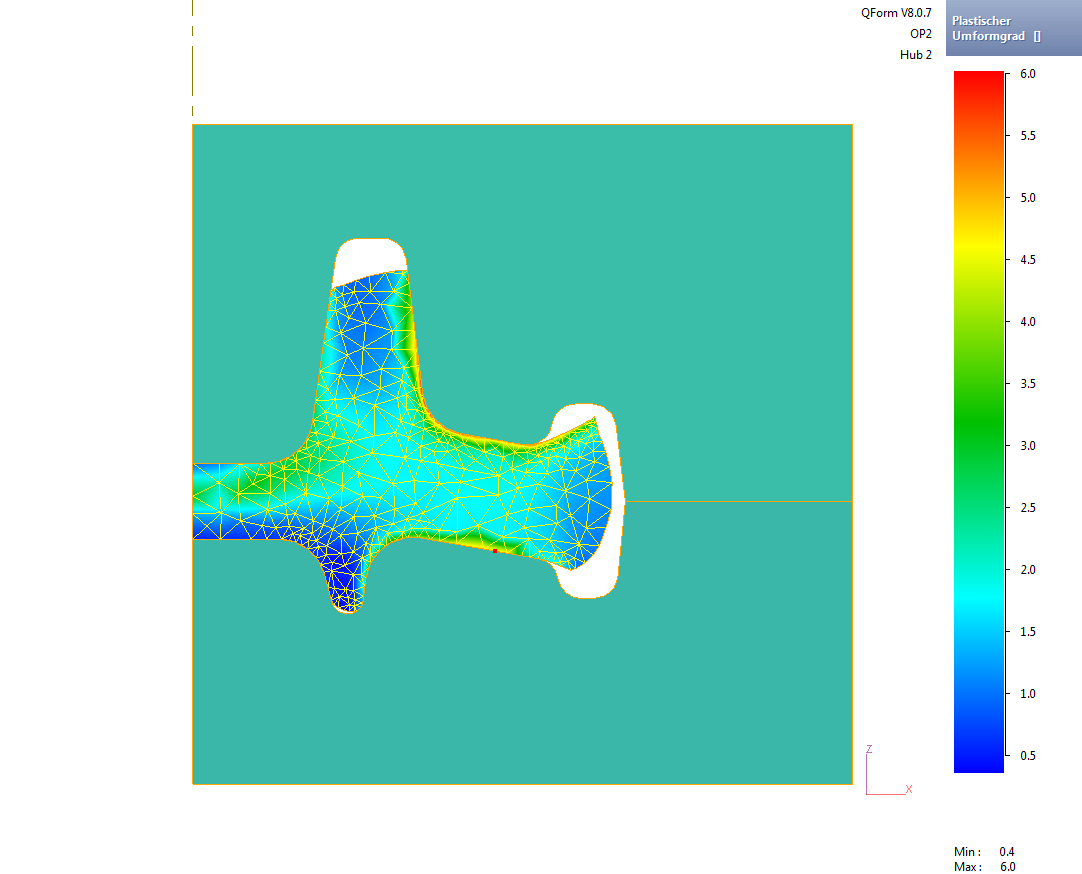 QForm V8.0.7
OP2
Hub 2
Plastischer
Umformgrad []
6.0
5.5
5.0
4.5
4.0
3.5
3.0
2.5
2.0
1.5
1.0
0.5
Z
X
Min : 0.4
Max : 6.0